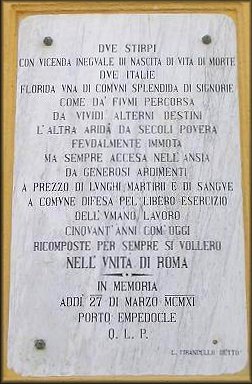 DVE STIRPI
CON VICENDA INEGVALE DI NASCITA DI VITA DI MORTE
DVE ITALIE
FLORIDA VNA DI COMVNI SPLENDIDA DI SIGNORIE
COME DA' FIVMI PERCORSA
DA VIVIDI ALTERNI DESTINI
L'ALTRA ARIDA DA SECOLI POVERA
FEVDALMENTE IMMOTA
MA SEMPRE ACCESA NELL'ANSIA
DA GENEROSI ARDIMENTI
A PREZZO DI LVNGHI MARTIRII E DI SANGVE
A COMVNE DIFESA PEL LIBERO ESERCIZIO
DELL'VMANO LAVORO
CINQVANT'ANNI COM'OGGI
RICOMPOSTE PER SEMPRE SI VOLLERO
NELL'VNITA DI ROMA
IN MEMORIA
ADDI 27 DI MARZO MCMXI
PORTO EMPEDOCLE
Q. L. P.
L. PIRANDELLO DETTÒ